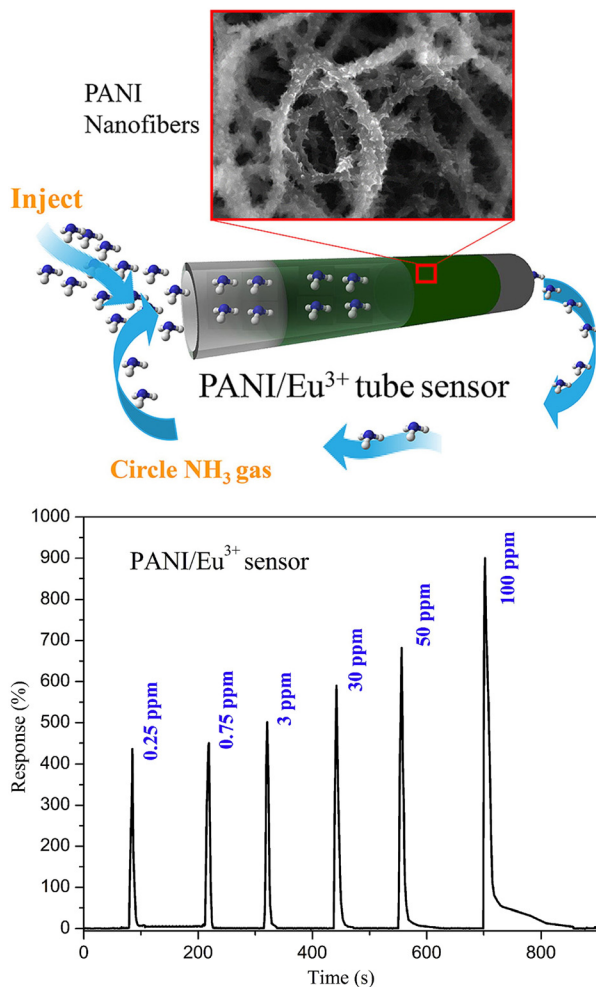 PANI
Nanofibers
Inject
PANI/Eu³⁺ tube sensor
Circle NH₃ gas
1000
900
800
700
600
500
400
300
200
100
0
Response (%)
PANI/Eu³⁺ sensor
0.25 ppm
0.75 ppm
3 ppm
30 ppm
50 ppm
100 ppm
0
200
400
600
800
Time (s)